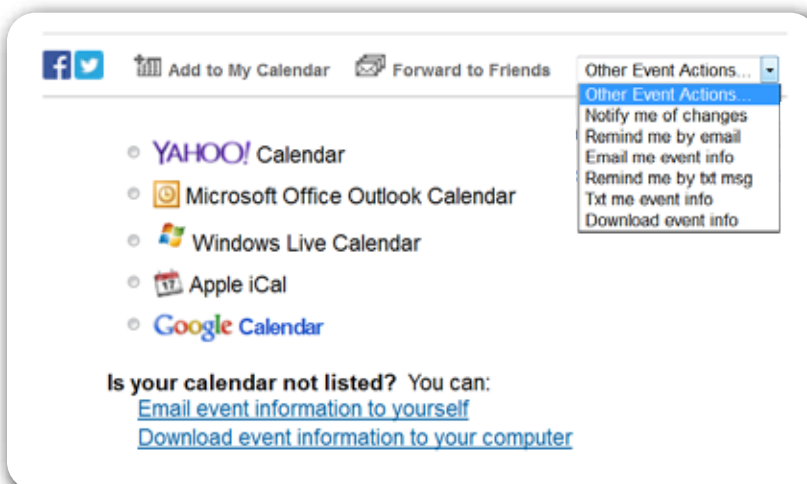 Add to My Calendar Forward to Friends Other Event Actions...
Other Event Actions...
Notify me of changes
Remind me by email
Email me event info
Remind me by txt msg
Txt me event info
Download event info
YAHOO! Calendar
Microsoft Office Outlook Calendar
Windows Live Calendar
17 Apple iCal
Google Calendar
Is your calendar not listed? You can:
Email event information to yourself
Download event information to your computer